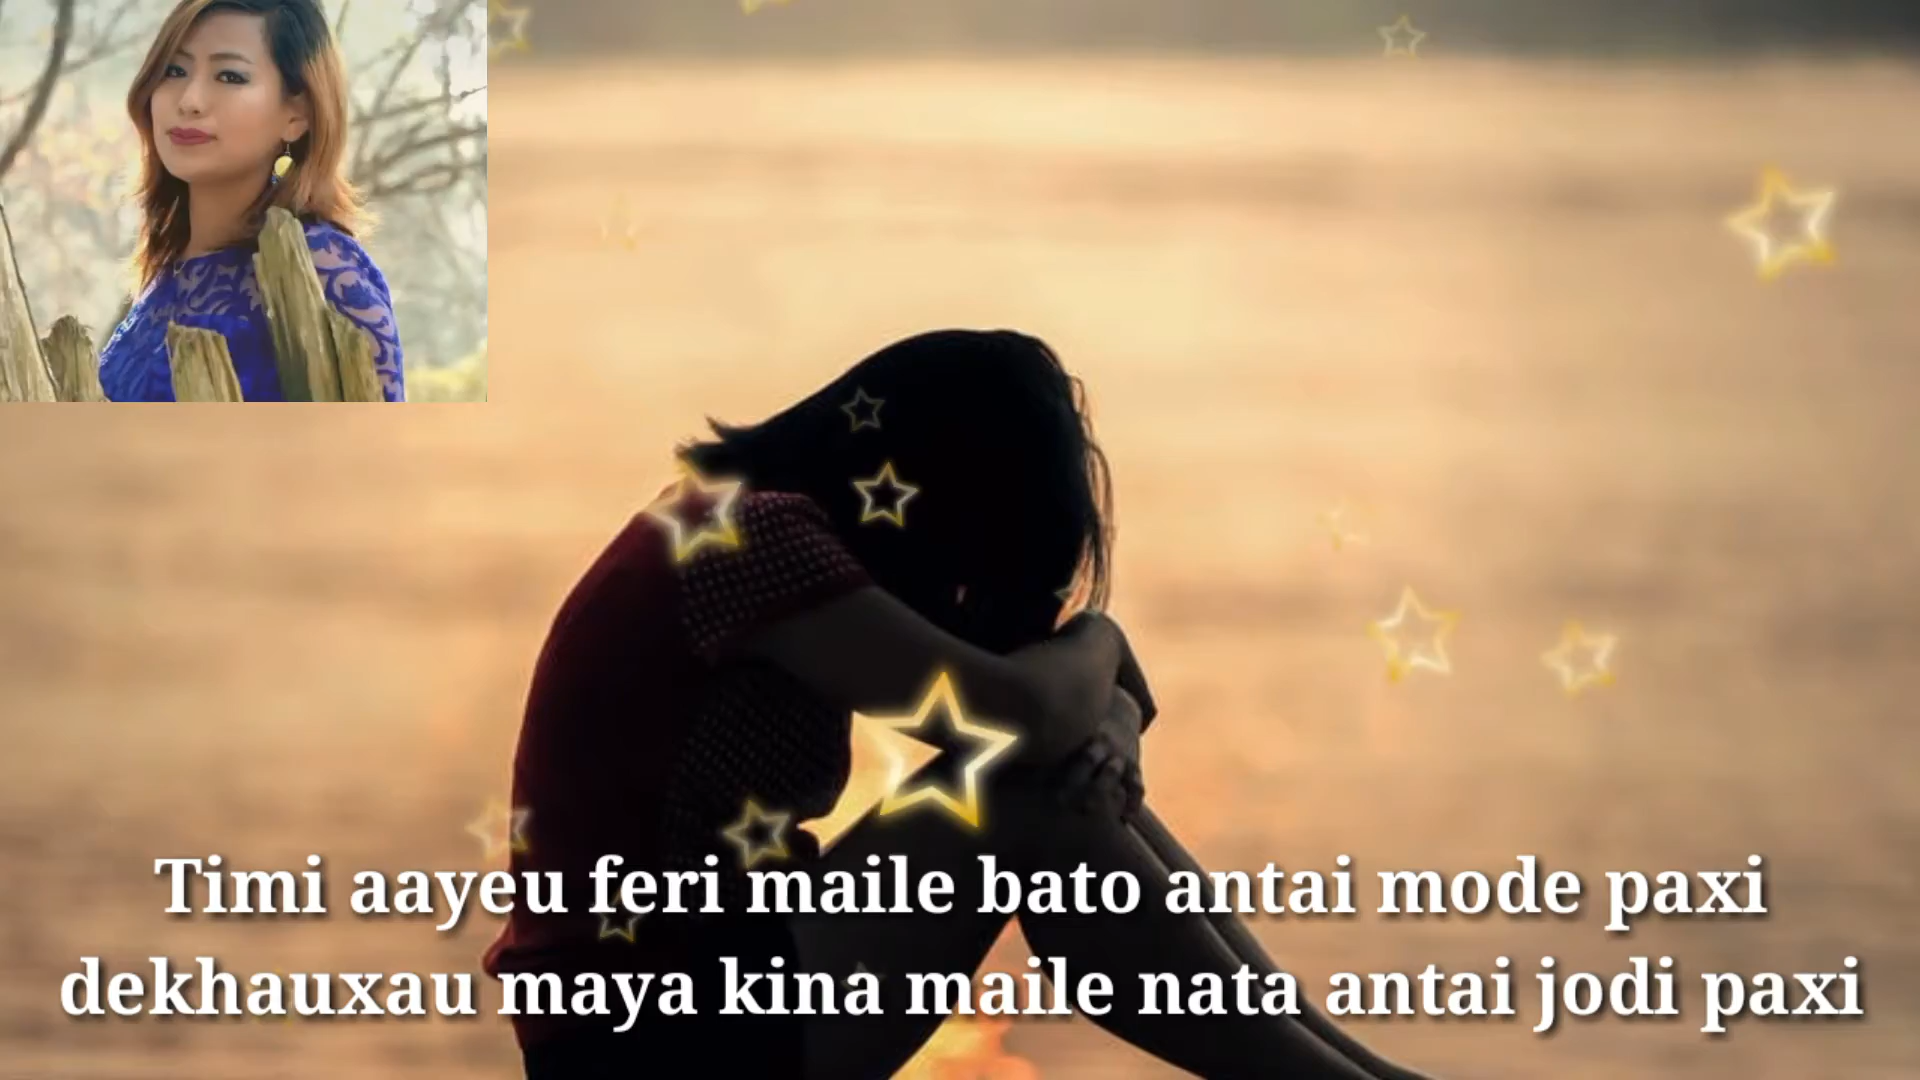 Timi aayeu feri maile bato antai mode paxi
dekhauxau maya kina maile nata antai jodi paxi